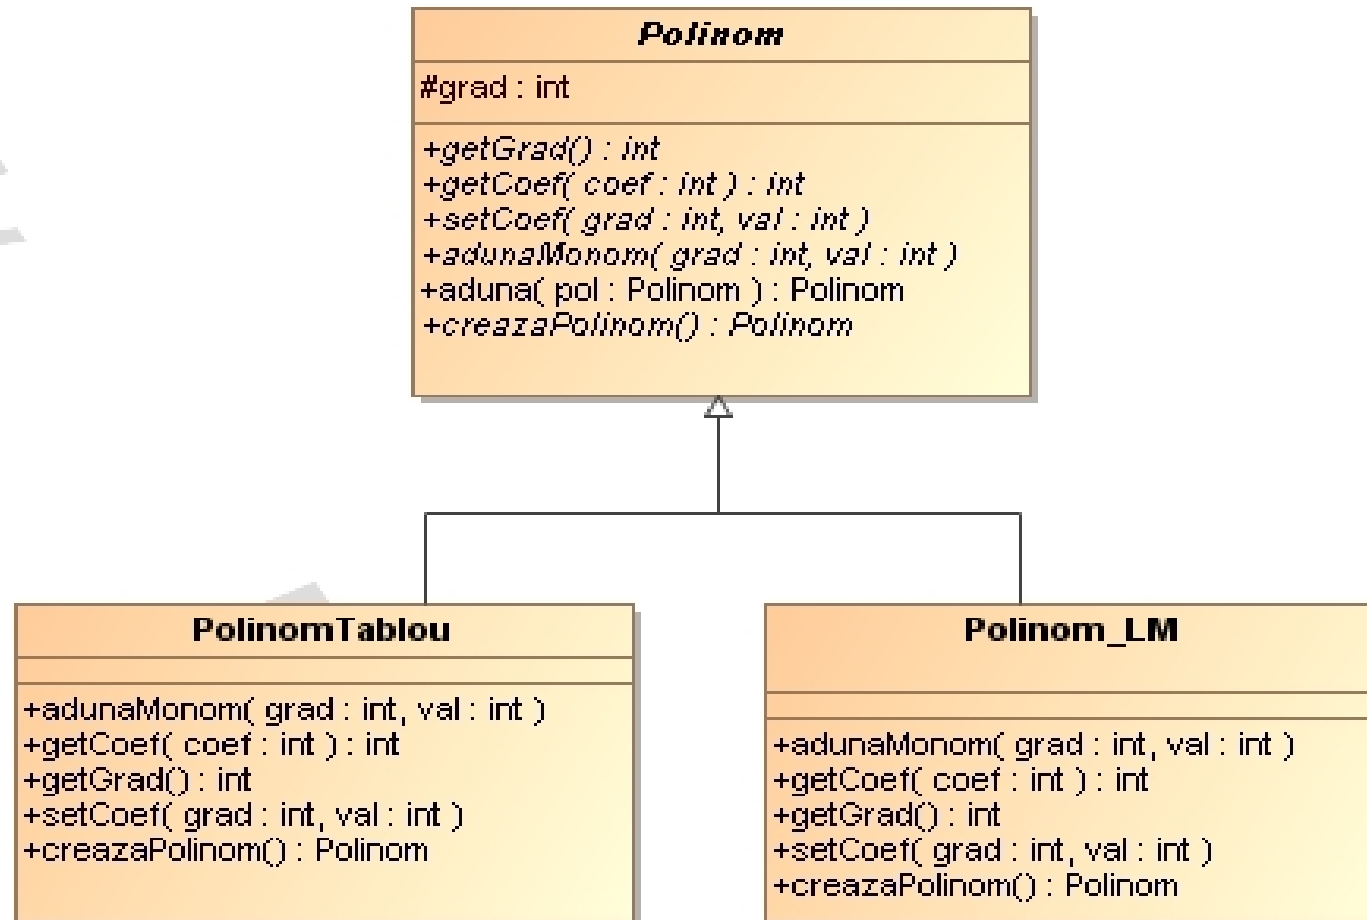 Polinom
#grad : int
+getGrad() : int
+getCoef( coef : int ) : int
+setCoef( grad : int, val : int )
+adunaMonom( grad : int, val : int )
+aduna( pol : Polinom ) : Polinom
+creazaPolinom() : Polinom
PolinomTablou
+adunaMonom( grad : int, val : int )
+getCoef( coef : int ) : int
+getGrad() : int
+setCoef( grad : int, val : int )
+creazaPolinom() : Polinom
Polinom_LM
+adunaMonom( grad : int, val : int )
+getCoef( coef : int ) : int
+getGrad() : int
+setCoef( grad : int, val : int )
+creazaPolinom() : Polinom